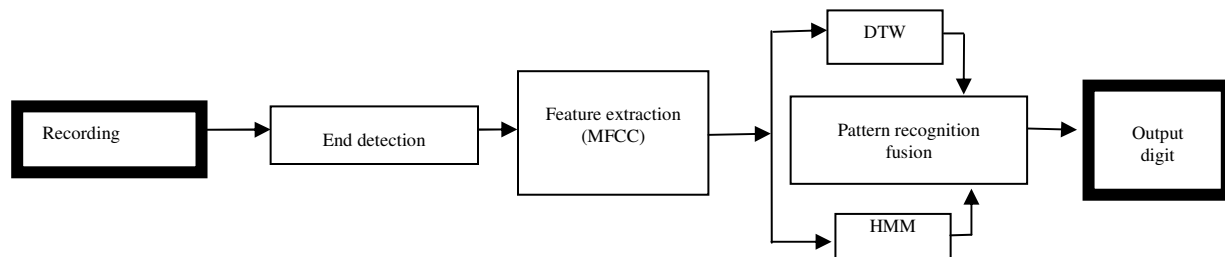 Recording
End detection
Feature extraction
(MFCC)
DTW
Pattern recognition
fusion
HMM
Output
digit